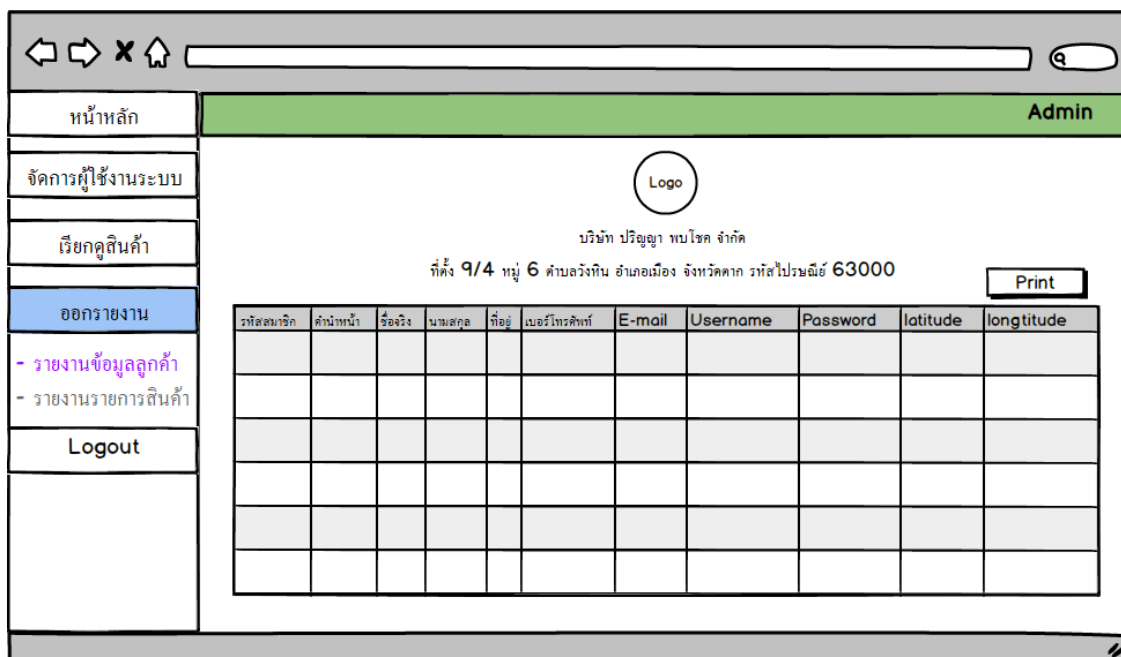 Admin
หน้าหลัก
จัดการผู้ใช้งานระบบ
เรียกดูสินค้า
ออกรายงาน
- รายงานข้อมูลลูกค้า
- รายงานรายการสินค้า
Logout
Logo
บริษัท ปริญญา พบโชค จำกัด
ที่ตั้ง 9/4 หมู่ 6 ตำบลวังหิน อำเภอเมือง จังหวัดตาก รหัสไปรษณีย์ 63000
Print
รหัสสมาชิก คำนำหน้า ชื่อจริง นามสกุล ที่อยู่ เบอร์โทรศัพท์ E-mail Username Password latitude longtitude